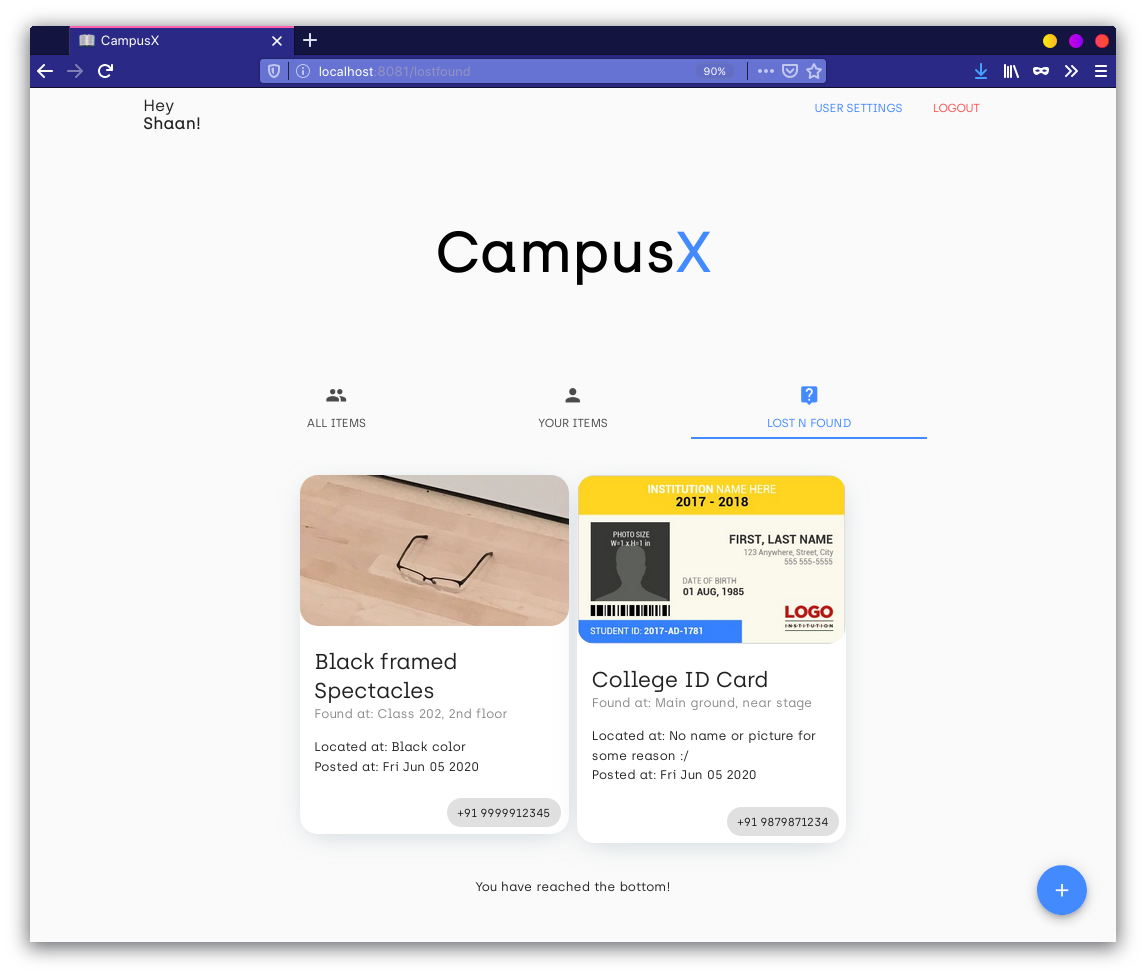 CampusX
localhost:8081/lostfound
90%
Hey
Shaan!
USER SETTINGS
LOGOUT
CampusX
ALL ITEMS
YOUR ITEMS
LOST N FOUND
Black framed
Spectacles
Found at: Class 202, 2nd floor
Located at: Black color
Posted at: Fri Jun 05 2020
+91 9999912345
INSTITUTION NAME HERE
2017 - 2018
PHOTO SIZE
W=1.x.H=1 in
FIRST, LAST NAME
123 Anywhere, Street, City
555 555-5555
DATE OF BIRTH
01 AUG, 1985
LOGO
INSTITUTION
STUDENT ID: 2017-AD-1781
College ID Card
Found at: Main ground, near stage
Located at: No name or picture for
some reason :/
Posted at: Fri Jun 05 2020
+91 9879871234
You have reached the bottom!